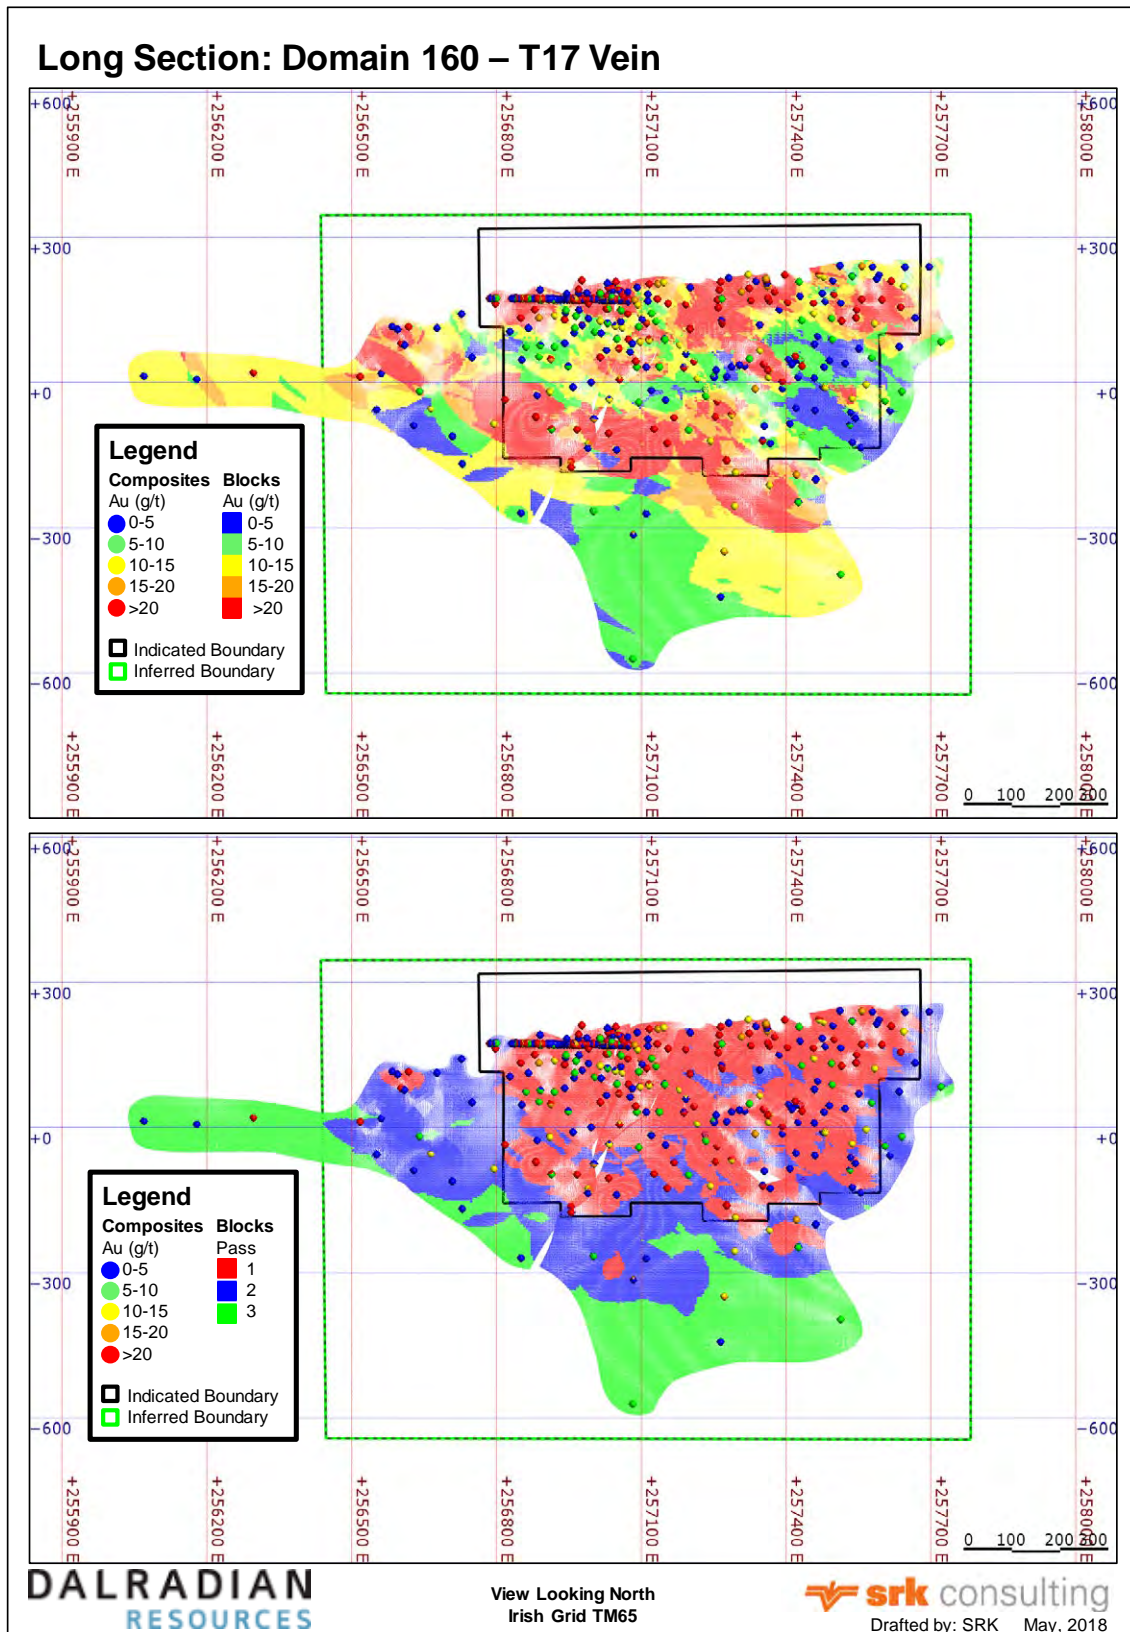 Long Section: Domain 160 – T17 Vein
+600
+255900 E
+256200 E
+256500 E
+256800 E
+257100 E
+257400 E
+257700 E
+258000 E
+600
+300
+300
+0
+0
Legend
Composites Blocks
Au (g/t) Au (g/t)
0-5 0-5
5-10 5-10
10-15 10-15
15-20 15-20
>20 >20
Indicated Boundary
Inferred Boundary
−300
−300
−600
−600
+255900 E
+256200 E
+256500 E
+256800 E
+257100 E
+257400 E
+257700 E
+258000 E
0 100 200 300
+600
+255900 E
+256200 E
+256500 E
+256800 E
+257100 E
+257400 E
+257700 E
+258000 E
+600
+300
+300
+0
+0
Legend
Composites Blocks
Au (g/t) Pass
0-5 1
5-10 2
10-15 3
15-20
>20
Indicated Boundary
Inferred Boundary
−300
−300
−600
−600
+255900 E
+256200 E
+256500 E
+256800 E
+257100 E
+257400 E
+257700 E
+258000 E
0 100 200 300
DALRADIAN
RESOURCES
View Looking North
Irish Grid TM65
srk consulting
Drafted by: SRK May, 2018